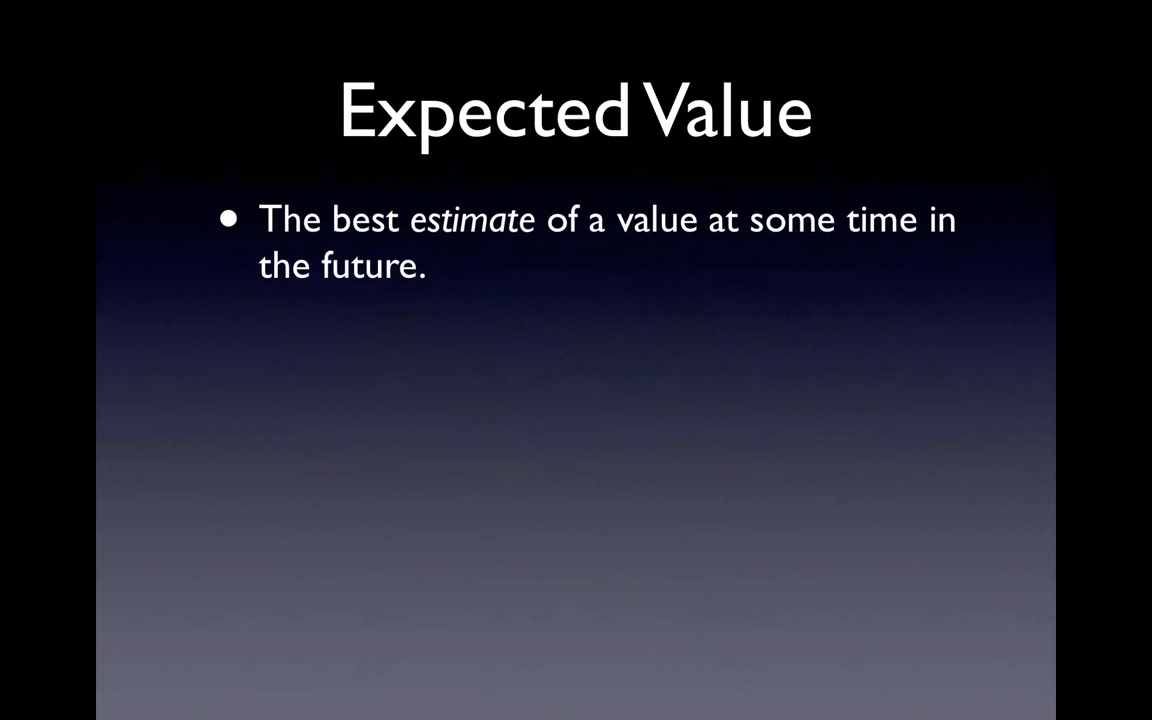 Expected Value
• The best estimate of a value at some time in
the future.